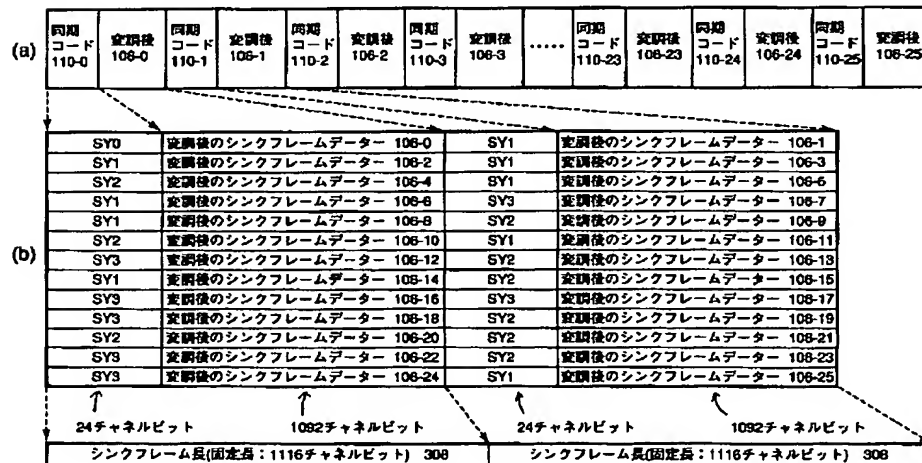 (a)
同期コード 110-0 変調後 106-0 同期コード 110-1 変調後 106-1 同期コード 110-2 変調後 106-2 同期コード 110-3 変調後 106-3 ····· 同期コード 110-23 変調後 106-23 同期コード 110-24 変調後 106-24 同期コード 110-25 変調後 106-25
(b)
SY0 変調後のシンクフレームデーター 106-0 SY1 変調後のシンクフレームデーター 106-1
SY1 変調後のシンクフレームデーター 106-2 SY1 変調後のシンクフレームデーター 106-3
SY2 変調後のシンクフレームデーター 106-4 SY1 変調後のシンクフレームデーター 106-5
SY1 変調後のシンクフレームデーター 106-6 SY3 変調後のシンクフレームデーター 106-7
SY1 変調後のシンクフレームデーター 106-8 SY2 変調後のシンクフレームデーター 106-9
SY2 変調後のシンクフレームデーター 106-10 SY1 変調後のシンクフレームデーター 106-11
SY3 変調後のシンクフレームデーター 106-12 SY2 変調後のシンクフレームデーター 106-13
SY1 変調後のシンクフレームデーター 106-14 SY2 変調後のシンクフレームデーター 106-15
SY3 変調後のシンクフレームデーター 106-16 SY3 変調後のシンクフレームデーター 106-17
SY3 変調後のシンクフレームデーター 106-18 SY2 変調後のシンクフレームデーター 106-19
SY2 変調後のシンクフレームデーター 106-20 SY2 変調後のシンクフレームデーター 106-21
SY3 変調後のシンクフレームデーター 106-22 SY2 変調後のシンクフレームデーター 106-23
SY3 変調後のシンクフレームデーター 106-24 SY1 変調後のシンクフレームデーター 106-25
24チャネルビット 1092チャネルビット 24チャネルビット 1092チャネルビット
シンクフレーム長(固定長:1116チャネルビット) 308 シンクフレーム長(固定長:1116チャネルビット) 308